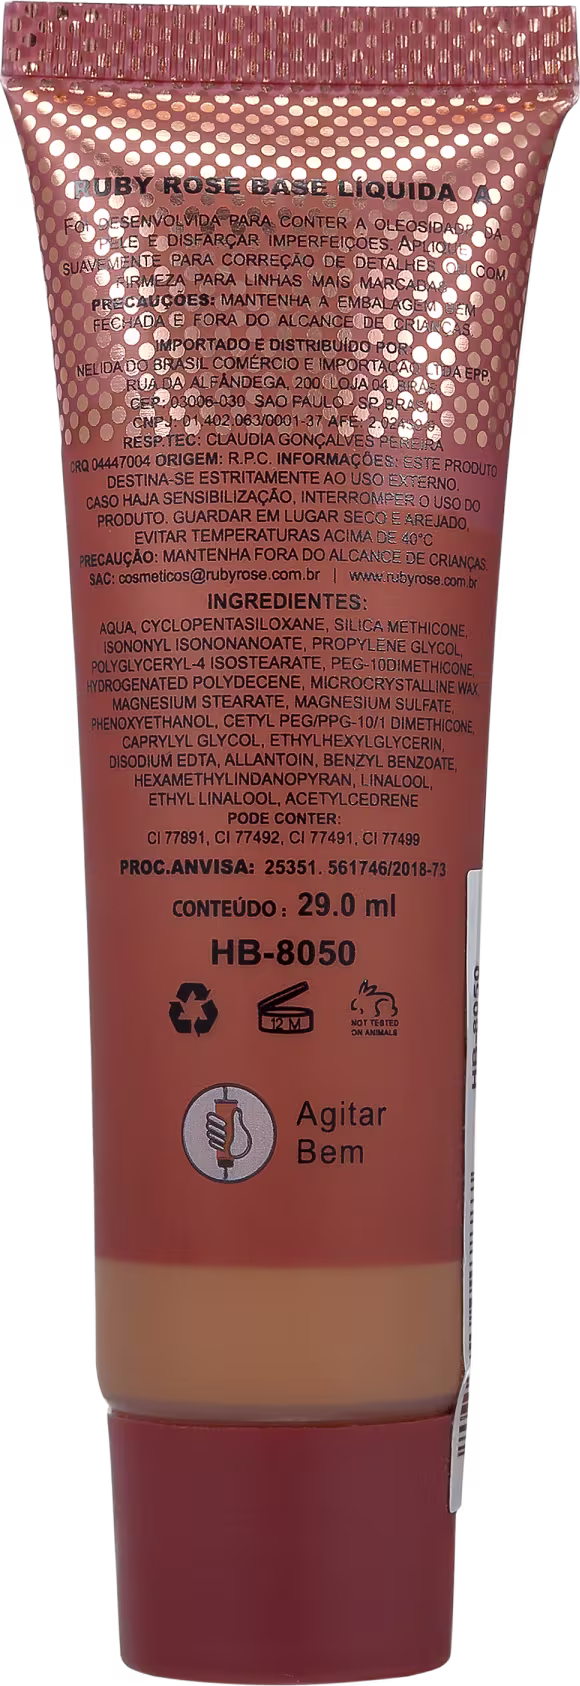 RUBY ROSE BASE LÍQUIDA A
FOI DESENVOLVIDA PARA CONTER A OLEOSIDADE DA
PELE E DISFARÇAR IMPERFEIÇÕES. APLIQUE
SUAVEMENTE PARA CORREÇÃO DE DETALHES OU COM
FIRMEZA PARA LINHAS MAIS MARCADAS
PRECAUÇÕES: MANTENHA A EMBALAGEM BEM
FECHADA E FORA DO ALCANCE DE CRIANÇAS.
IMPORTADO E DISTRIBUÍDO POR:
NELIDA DO BRASIL COMÉRCIO E IMPORTAÇÃO LTDA EPP.
RUA DA ALFÂNDEGA, 200 LOJA 04, BRÁS
CEP: 03006-030 SAO PAULO - SP BRASIL
CNPJ: 01.402.063/0001-37 AFE:
RESP.TEC: CLAUDIA GONÇALVES PEREIRA
CRQ 04447004 ORIGEM: R.P.C. INFORMAÇÕES: ESTE PRODUTO
DESTINA-SE ESTRITAMENTE AO USO EXTERNO.
CASO HAJA SENSIBILIZAÇÃO, INTERROMPER O USO DO
PRODUTO. GUARDAR EM LUGAR SECO E AREJADO,
EVITAR TEMPERATURAS ACIMA DE 40°C
PRECAUÇÃO: MANTENHA FORA DO ALCANCE DE CRIANÇAS.
SAC: cosmeticos@rubyrose.com.br | www.rubyrose.com.br
INGREDIENTES:
AQUA, CYCLOPENTASILOXANE, SILICA METHICONE,
ISONONYL ISONONANOATE, PROPYLENE GLYCOL,
POLYGLYCERYL-4 ISOSTEARATE, PEG-10DIMETHICONE,
HYDROGENATED POLYDECENE, MICROCRYSTALLINE WAX,
MAGNESIUM STEARATE, MAGNESIUM SULFATE,
PHENOXYETHANOL, CETYL PEG/PPG-10/1 DIMETHICONE,
CAPRYLYL GLYCOL, ETHYLHEXYLGLYCERIN,
DISODIUM EDTA, ALLANTOIN, BENZYL BENZOATE,
HEXAMETHYLINDANOPYRAN, LINALOOL,
ETHYL LINALOOL, ACETYLCEDRENE
PODE CONTER:
CI 77891, CI 77492, CI 77491, CI 77499
PROC.ANVISA: 25351. 561746/2018-73
CONTEÚDO : 29.0 ml
HB-8050
12 M
NOT TESTED
ON ANIMALS
Agitar
Bem
HB-8050